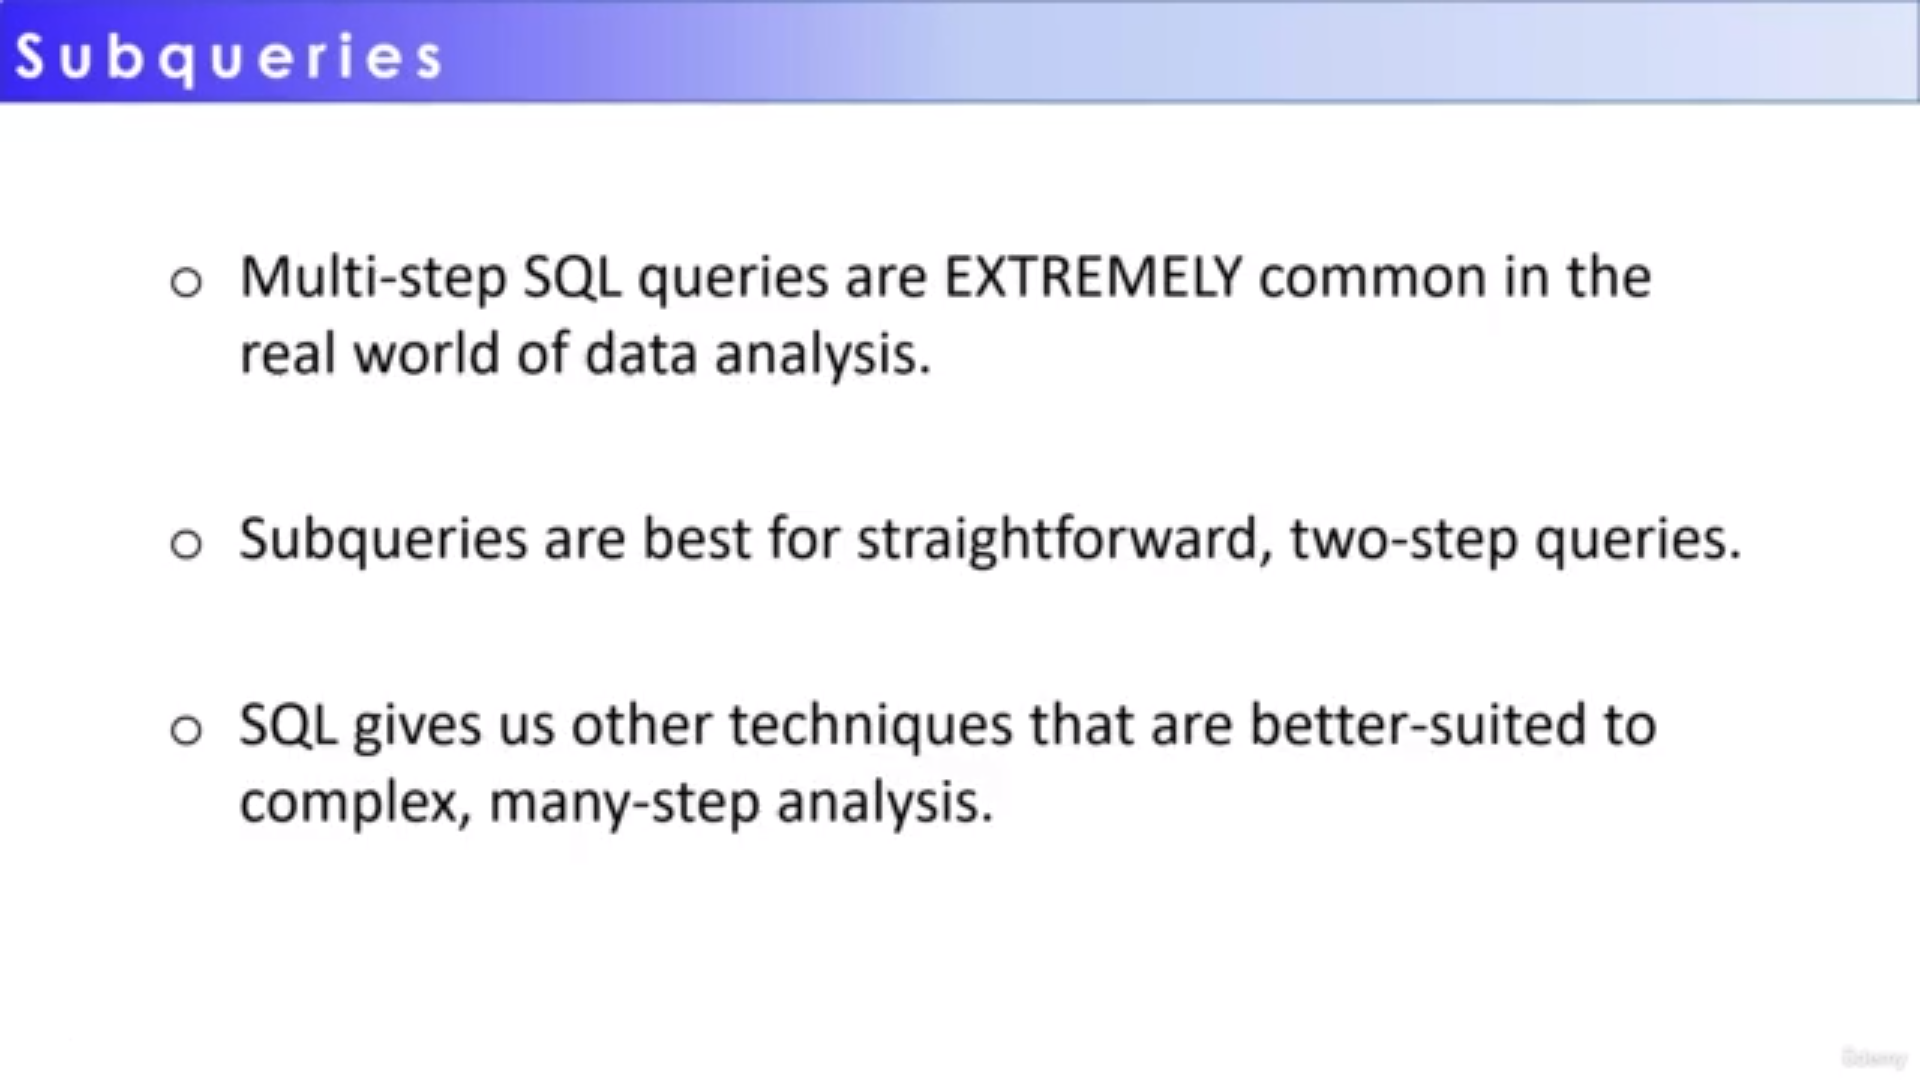 Subqueries
o Multi-step SQL queries are EXTREMELY common in the
real world of data analysis.
o Subqueries are best for straightforward, two-step queries.
o SQL gives us other techniques that are better-suited to
complex, many-step analysis.
Udemy